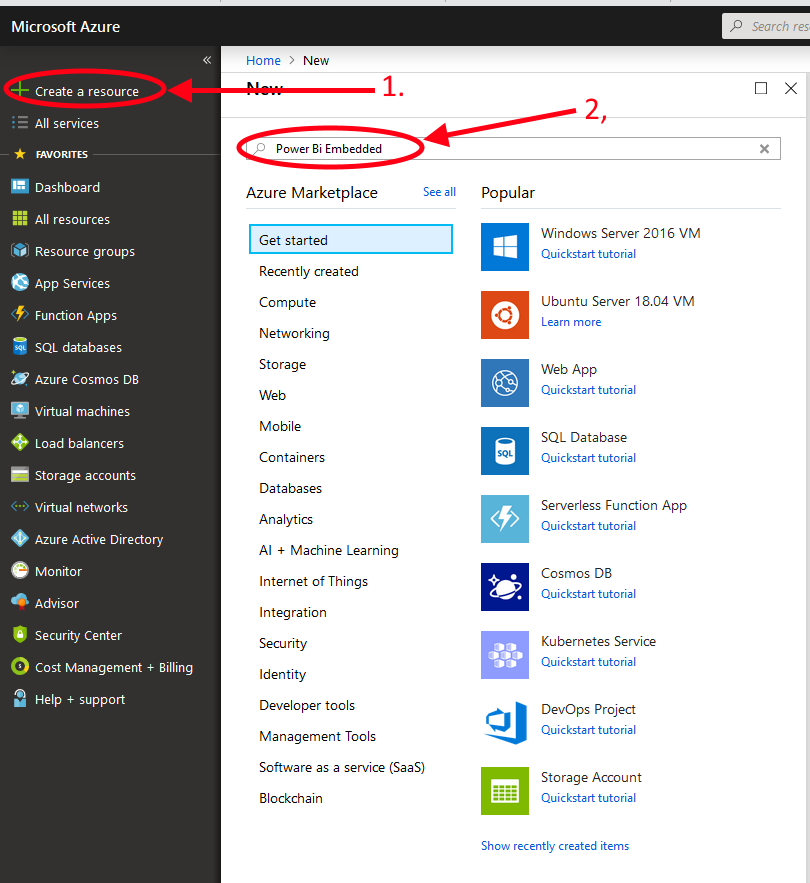 Microsoft Azure
Search res
Create a resource
All services
FAVORITES
Dashboard
All resources
Resource groups
App Services
Function Apps
SQL databases
Azure Cosmos DB
Virtual machines
Load balancers
Storage accounts
Virtual networks
Azure Active Directory
Monitor
Advisor
Security Center
Cost Management + Billing
Help + support
Home > New
New
1.
2,
Power Bi Embedded
Azure Marketplace
See all
Get started
Recently created
Compute
Networking
Storage
Web
Mobile
Containers
Databases
Analytics
AI + Machine Learning
Internet of Things
Integration
Security
Identity
Developer tools
Management Tools
Software as a service (SaaS)
Blockchain
Popular
Windows Server 2016 VM
Quickstart tutorial
Ubuntu Server 18.04 VM
Learn more
Web App
Quickstart tutorial
SQL
SQL Database
Quickstart tutorial
Serverless Function App
Quickstart tutorial
Cosmos DB
Quickstart tutorial
Kubernetes Service
Quickstart tutorial
DevOps Project
Quickstart tutorial
Storage Account
Quickstart tutorial
Show recently created items